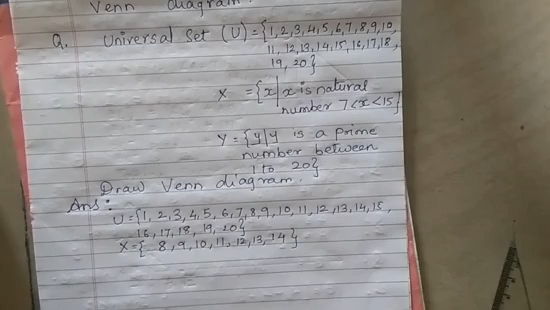 Venn diagram.
Q. Universal Set (U)={1,2,3,4,5,6,7,8,9,10,
11,12,13,14,15,16,17,18,
19,20}
X = {x|x is natural
number 7<x<15}
Y={y|y is a prime
number between
1 to 20}
Draw Venn diagram.
Ans:
U={1,2,3,4,5,6,7,8,9,10,11,12,13,14,15,
16,17,18,19,20}
X={8,9,10,11,12,13,14}